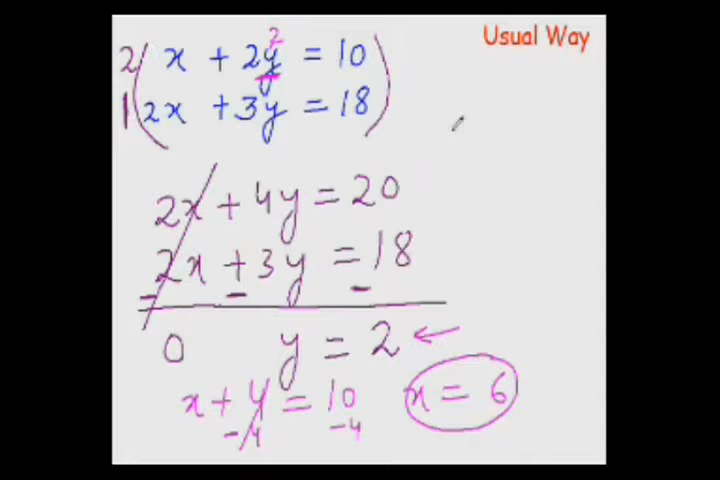 Usual Way
2( x + 2y = 10 )
2
1( 2x + 3y = 18 )
2x + 4y = 20
2x + 3y = 18
- - -
0 y = 2 ←
x + 4 = 10 x = 6
-4 -4